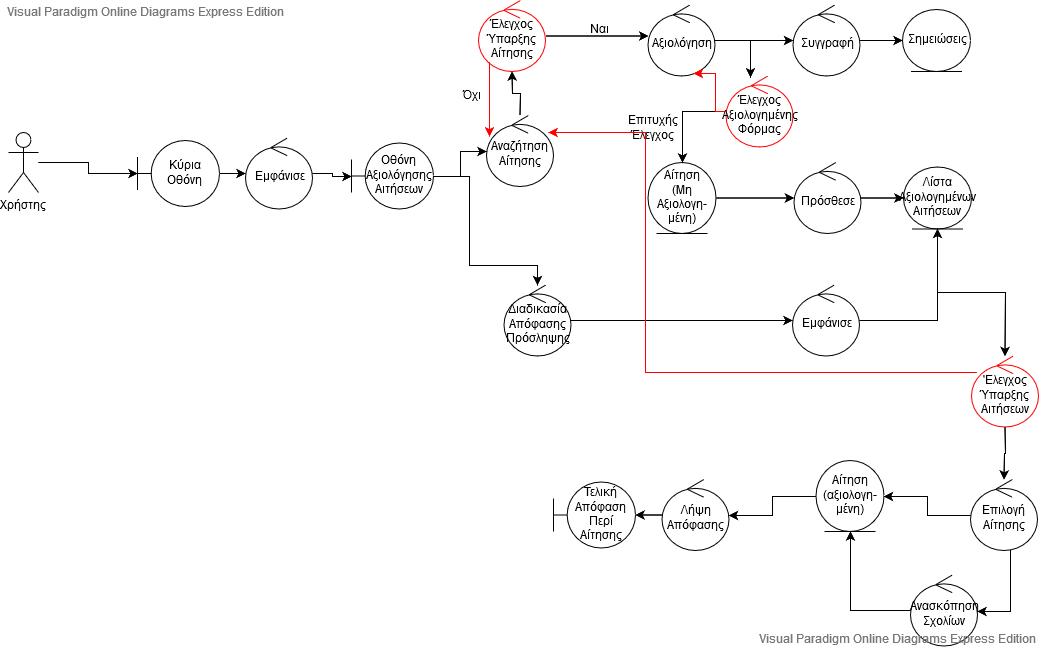 Visual Paradigm Online Diagrams Express Edition
Έλεγχος
Ύπαρξης
Αίτησης
Ναι
Αξιολόγηση
Συγγραφή
Σημειώσεις
Όχι
Έλεγχος
Αξιολογημένης
Φόρμας
Επιτυχής
Έλεγχος
Αναζήτηση
Αίτησης
Χρήστης
Κύρια
Οθόνη
Εμφάνισε
Οθόνη
Αξιολόγησης
Αιτήσεων
Αίτηση
(Μη
Αξιολογη-
μένη)
Πρόσθεσε
Λίστα
Αξιολογημένων
Αιτήσεων
Διαδικασία
Απόφασης
Πρόσληψης
Εμφάνισε
Έλεγχος
Ύπαρξης
Αιτήσεων
Τελική
Απόφαση
Περί
Αίτησης
Λήψη
Απόφασης
Αίτηση
(αξιολογη-
μένη)
Επιλογή
Αίτησης
Ανασκόπηση
Σχολίων
Visual Paradigm Online Diagrams Express Edition